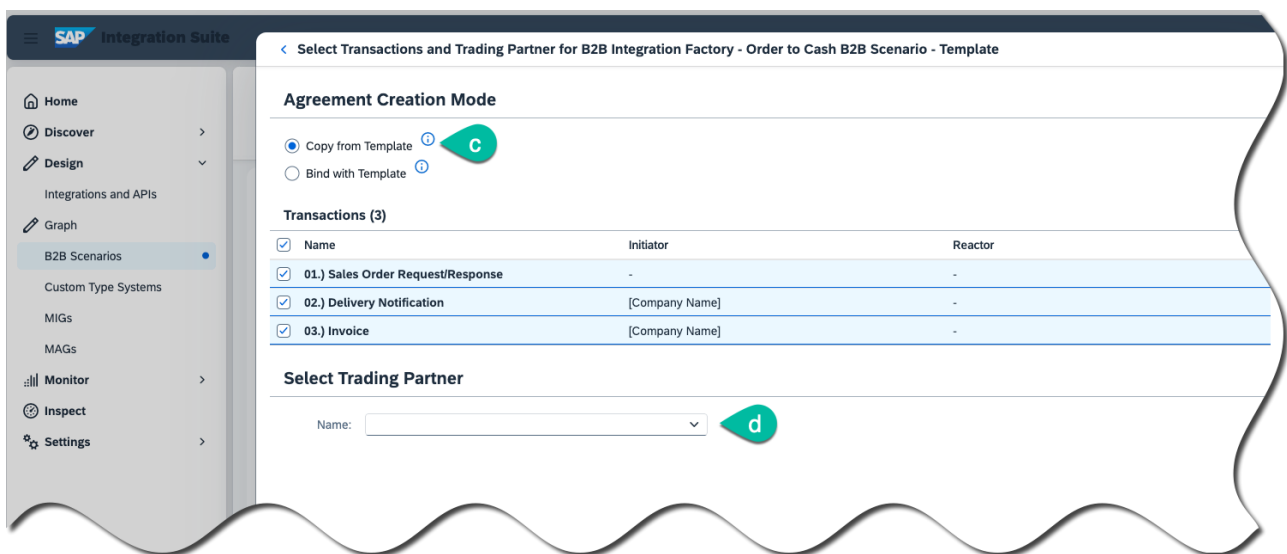 SAP Integration Suite
< Select Transactions and Trading Partner for B2B Integration Factory - Order to Cash B2B Scenario - Template
Home
Discover
Design
Integrations and APIs
Graph
B2B Scenarios
Custom Type Systems
MIGs
MAGs
Monitor
Inspect
Settings
Agreement Creation Mode
Copy from Template
c
Bind with Template
Transactions (3)
Name Initiator Reactor
01.) Sales Order Request/Response - -
02.) Delivery Notification [Company Name] -
03.) Invoice [Company Name] -
Select Trading Partner
Name:
d